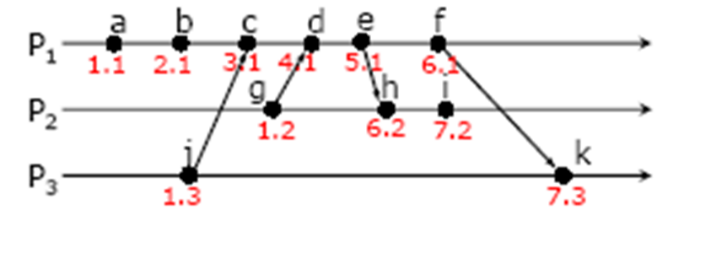 a b c d e f
P1
1.1 2.1 3.1 4.1 5.1 6.1
g h i
P2
1.2 6.2 7.2
j k
P3
1.3 7.3